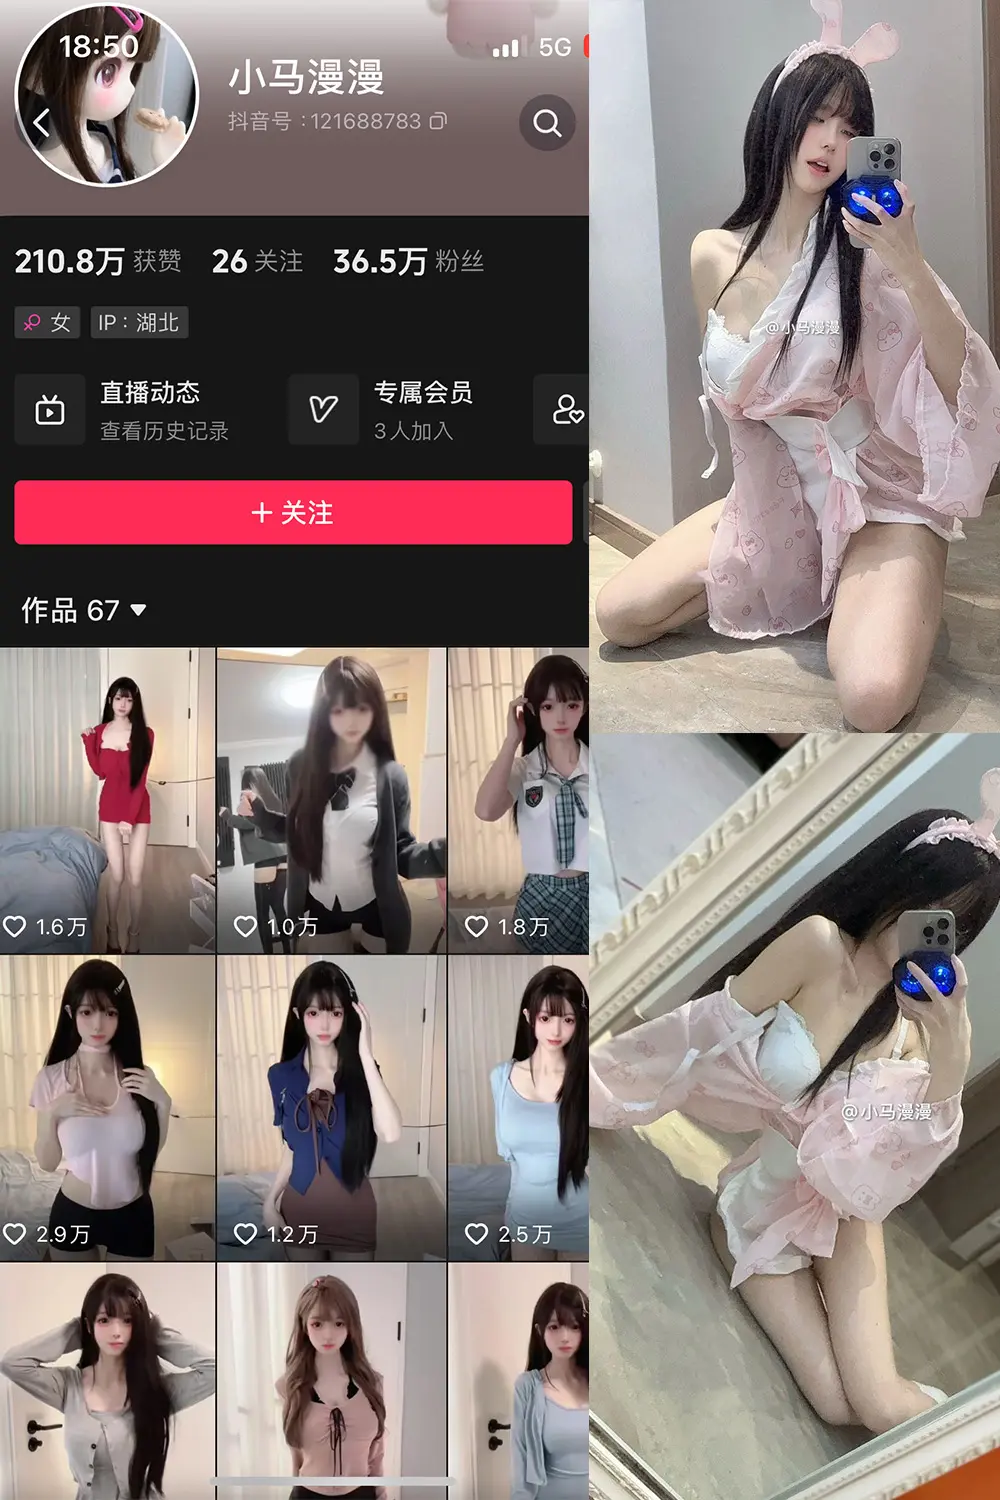 18:50
5G
小马漫漫
抖音号：121688783
210.8万 获赞 26 关注 36.5万 粉丝
女 IP：湖北
直播动态
查看历史记录
专属会员
3人加入
+ 关注
作品 67
1.6万 1.0万 1.8万
2.9万 1.2万 2.5万
@小马漫漫
@小马漫漫